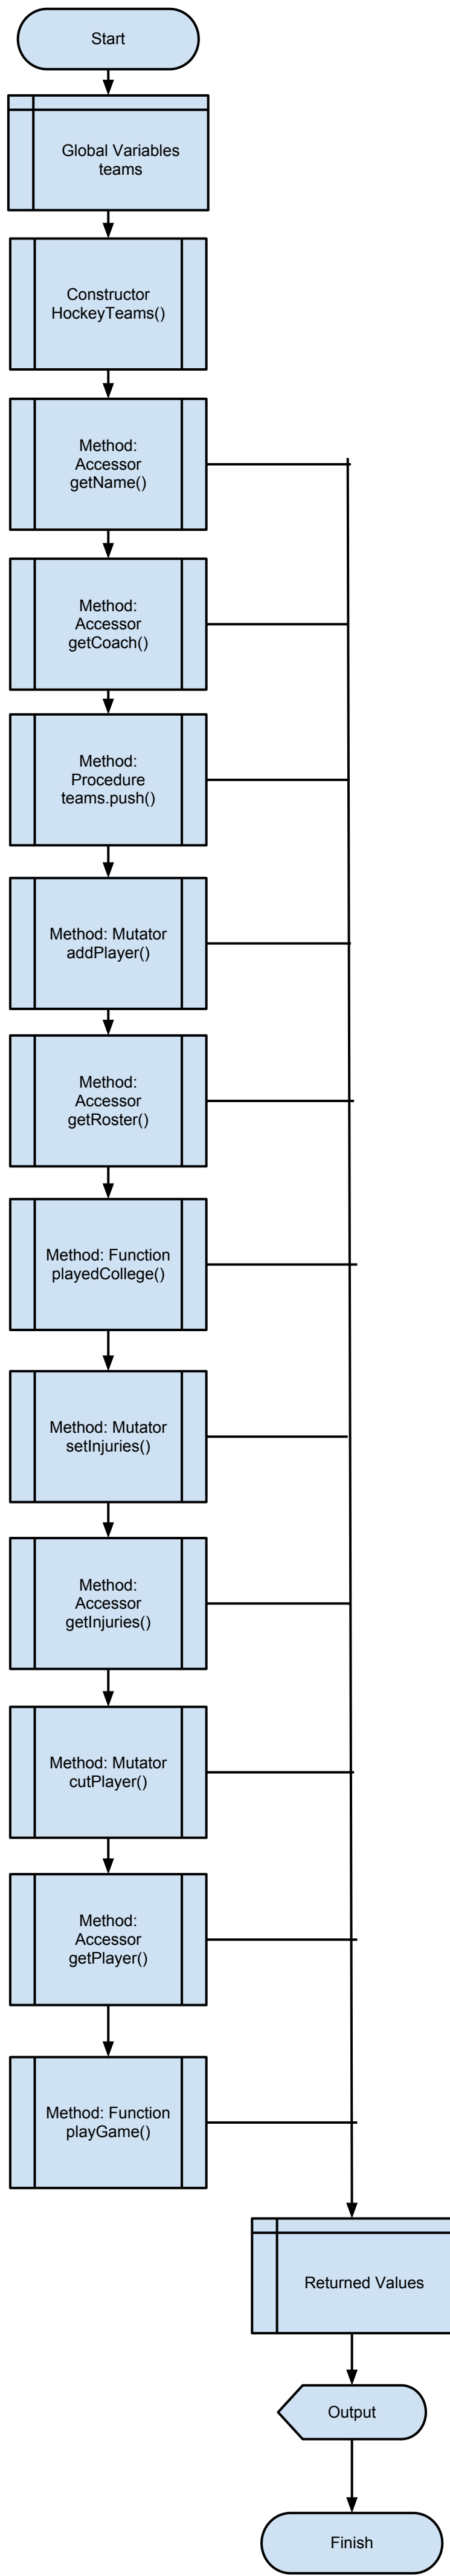 Start
Global Variables
teams
Constructor
HockeyTeams()
Method:
Accessor
getName()
Method:
Accessor
getCoach()
Method:
Procedure
teams.push()
Method: Mutator
addPlayer()
Method:
Accessor
getRoster()
Method: Function
playedCollege()
Method: Mutator
setInjuries()
Method:
Accessor
getInjuries()
Method: Mutator
cutPlayer()
Method:
Accessor
getPlayer()
Method: Function
playGame()
Returned Values
Output
Finish